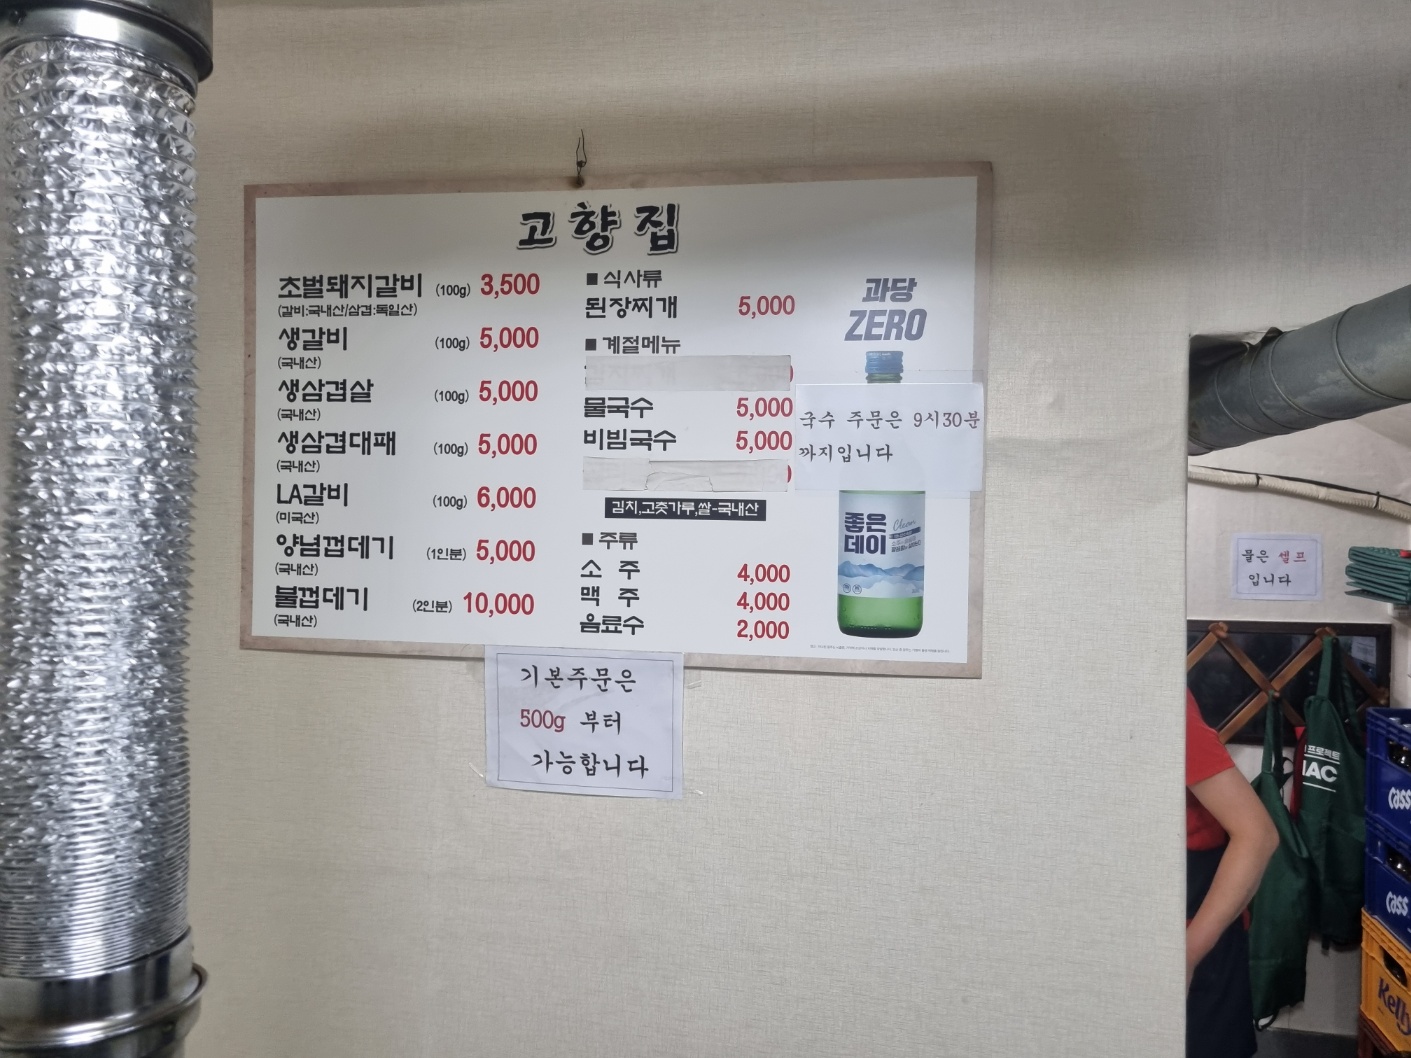 고향집
초벌돼지갈비 (100g) 3,500
(갈비:국내산/삼겹:독일산)
생갈비 (100g) 5,000
(국내산)
생삼겹살 (100g) 5,000
(국내산)
생삼겹대패 (100g) 5,000
(국내산)
LA갈비 (100g) 6,000
(미국산)
양념껍데기 (1인분) 5,000
(국내산)
불껍데기 (2인분) 10,000
(국내산)
■ 식사류
된장찌개 5,000
■ 계절메뉴
물국수 5,000
비빔국수 5,000
김치,고춧가루,쌀-국내산
■ 주류
소 주 4,000
맥 주 4,000
음료수 2,000
과당
ZERO
국수 주문은 9시30분
까지입니다
좋은
데이
기본주문은
500g 부터
가능합니다
물은 셀프
입니다
프로젝트
cass
cass
Kelly